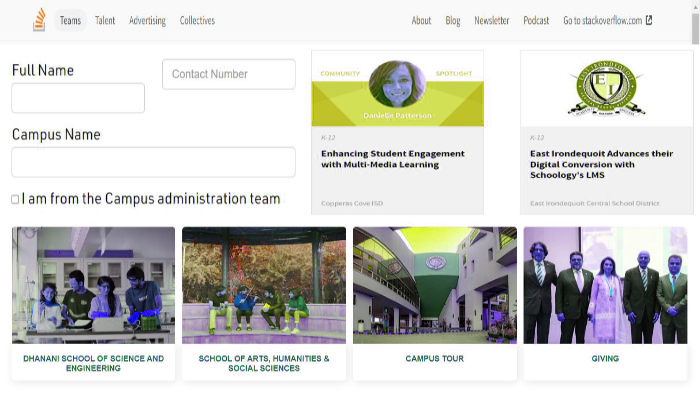 Teams Talent Advertising Collectives About Blog Newsletter Podcast Go to stackoverflow.com
Full Name
Contact Number
Campus Name
I am from the Campus administration team
COMMUNITY SPOTLIGHT
Danielle Patterson
K-12
Enhancing Student Engagement
with Multi-Media Learning
Copperas Cove ISD
EAST IRONDEQUOIT
E I
K-12
East Irondequoit Advances their
Digital Conversion with
Schoology's LMS
East Irondequoit Central School District
DHANANI SCHOOL OF SCIENCE AND
ENGINEERING
SCHOOL OF ARTS, HUMANITIES &
SOCIAL SCIENCES
CAMPUS TOUR
GIVING